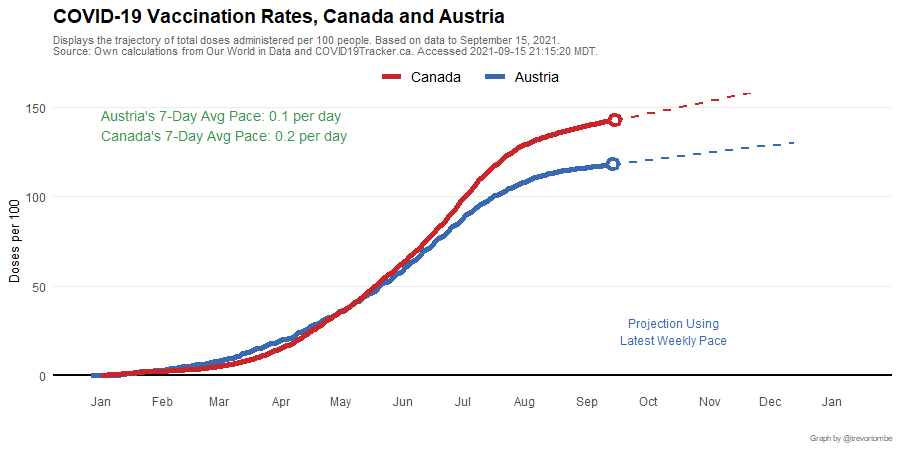 COVID-19 Vaccination Rates, Canada and Austria
Displays the trajectory of total doses administered per 100 people. Based on data to September 15, 2021.
Source: Own calculations from Our World in Data and COVID19Tracker.ca. Accessed 2021-09-15 21:15:20 MDT.
Canada Austria
Austria's 7-Day Avg Pace: 0.1 per day
Canada's 7-Day Avg Pace: 0.2 per day
Doses per 100
150
100
50
0
Projection Using
Latest Weekly Pace
Jan Feb Mar Apr May Jun Jul Aug Sep Oct Nov Dec Jan
Graph by @trevortombe